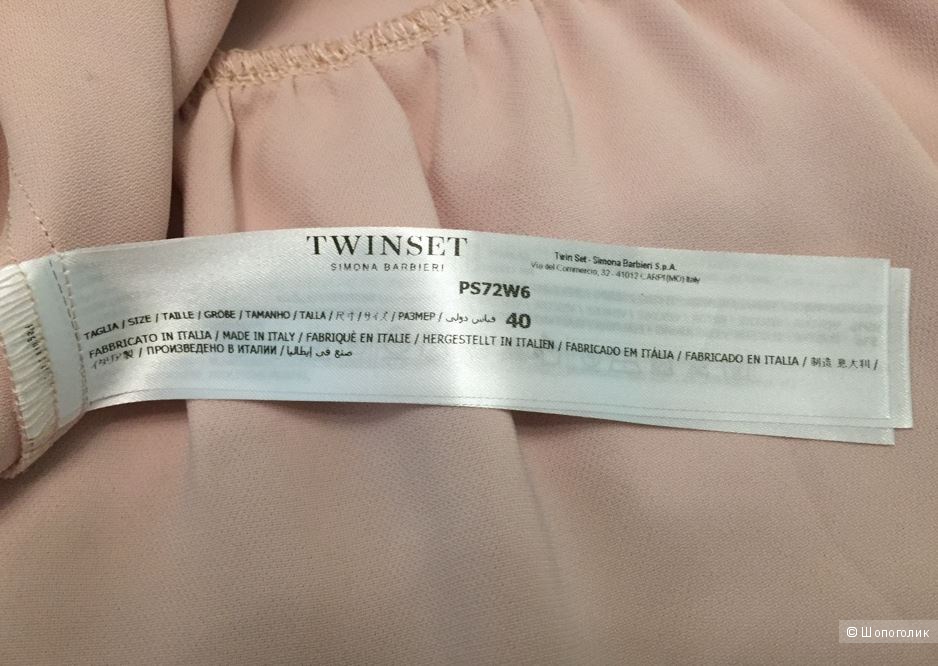 TWINSET
SIMONA BARBIERI
Twin Set - Simona Barbieri S.p.A.
Via del Commercio, 32 - 41012 CARPI (MO) Italy
PS72W6
TAGLIA / SIZE / TAILLE / GRÖBE / TAMANHO / TALLA / 尺寸 / サイズ / РАЗМЕР / قياس دولي 40
FABBRICATO IN ITALIA / MADE IN ITALY / FABRIQUÉ EN ITALIE / HERGESTELLT IN ITALIEN / FABRICADO EM ITÁLIA / FABRICADO EN ITALIA / 制造 意大利 /
イタリア製 / ПРОИЗВЕДЕНО В ИТАЛИИ / صنع في إيطاليا
© Шопоголик